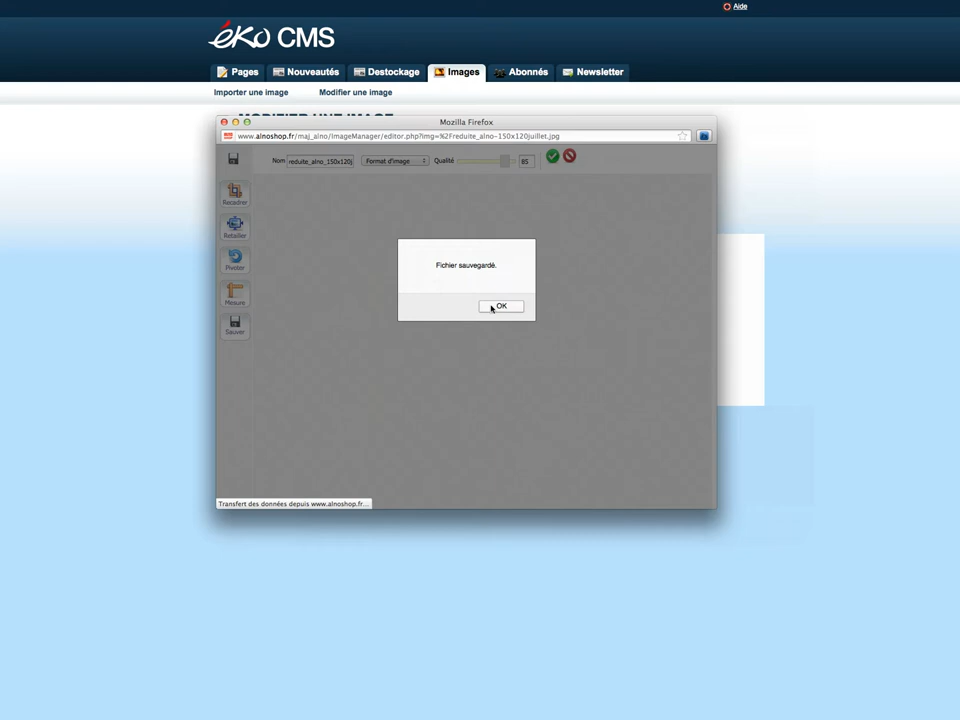 Aide
éko CMS
Pages
Nouveautés
Destockage
Images
Abonnés
Newsletter
Importer une image
Modifier une image
Mozilla Firefox
www.alnoshop.fr/maj_alno/ImageManager/editor.php?img=%2Freduite_alno-150x120juillet.jpg
Nom
reduite_alno_150x120j
Format d'image
Qualité
85
Recadrer
Retailler
Pivoter
Mesure
Sauver
Fichier sauvegardé.
OK
Transfert des données depuis www.alnoshop.fr...